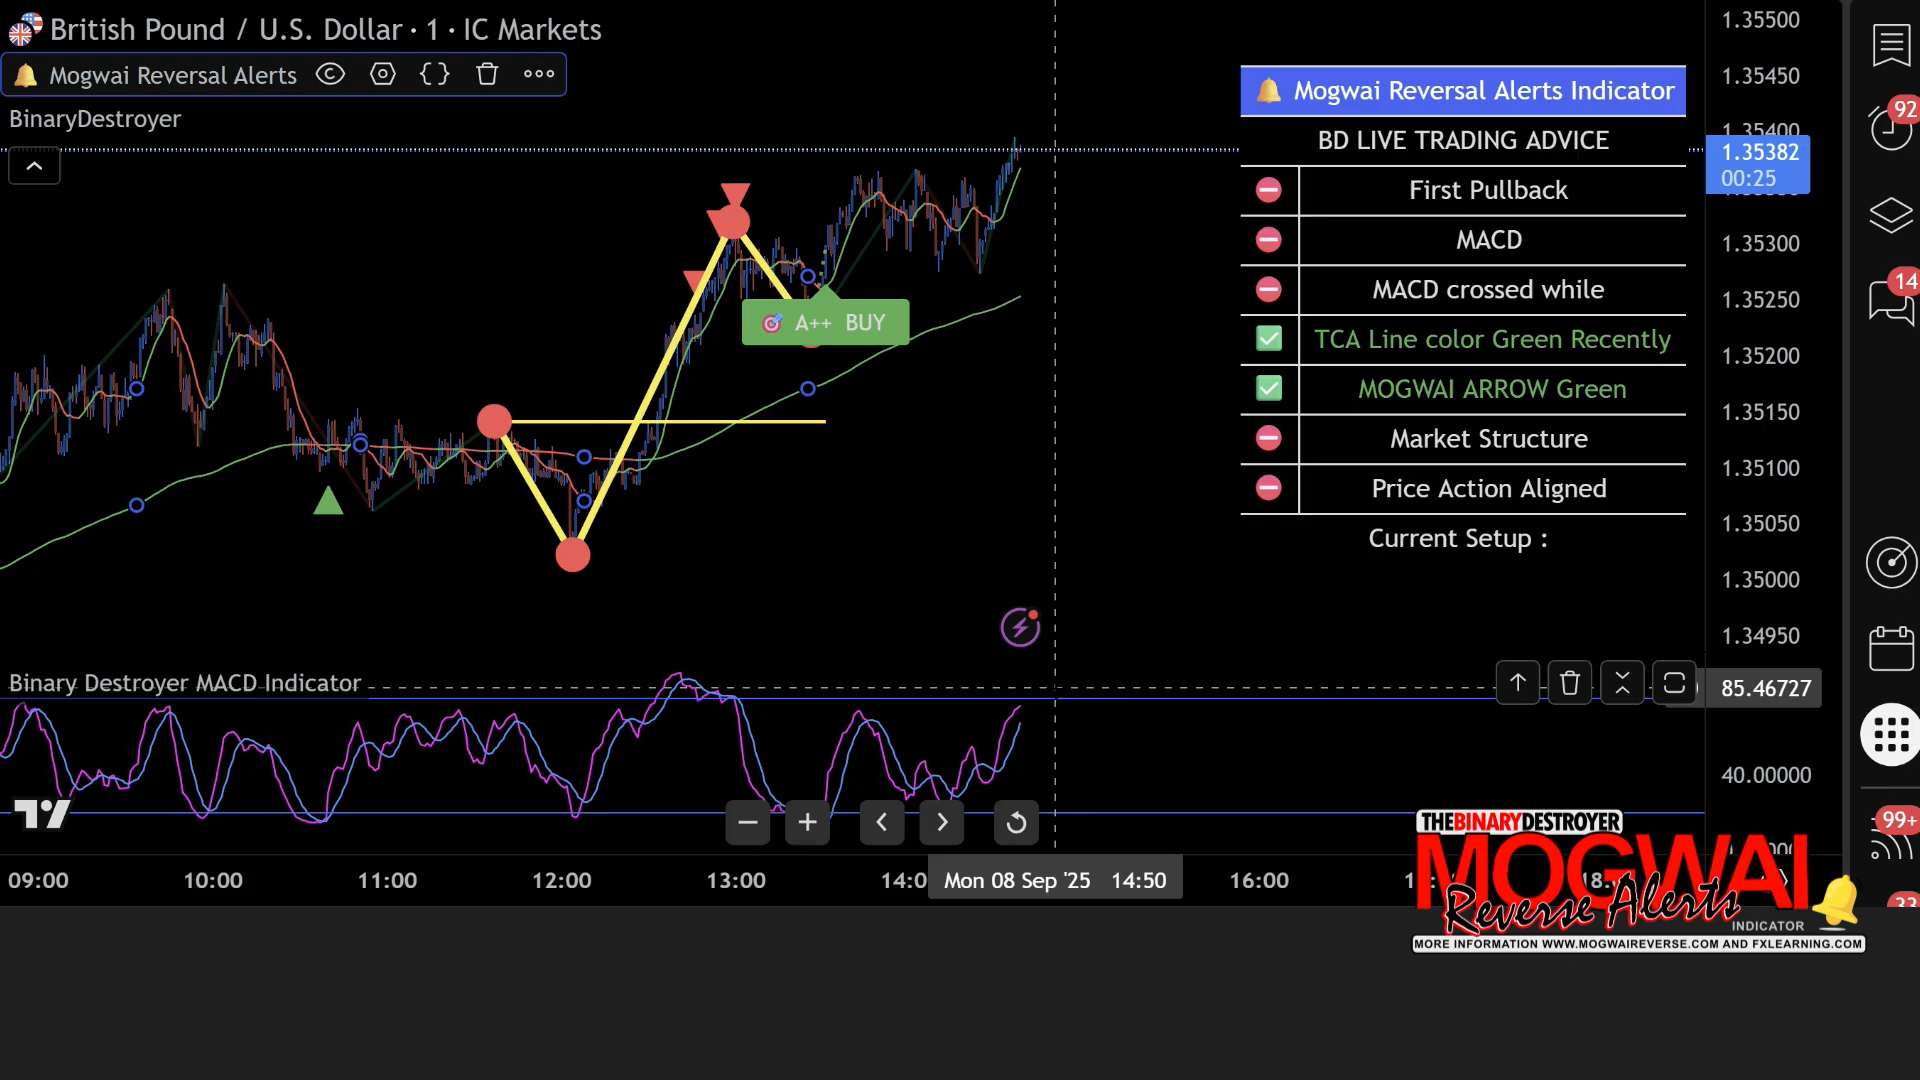 British Pound / U.S. Dollar · 1 · IC Markets
Mogwai Reversal Alerts
BinaryDestroyer
Mogwai Reversal Alerts Indicator
BD LIVE TRADING ADVICE
First Pullback
MACD
MACD crossed while
TCA Line color Green Recently
MOGWAI ARROW Green
Market Structure
Price Action Aligned
Current Setup :
A++ BUY
1.35500
1.35450
1.35400
1.35382
00:25
1.35300
1.35250
1.35200
1.35150
1.35100
1.35050
1.35000
1.34950
92
14
Binary Destroyer MACD Indicator
85.46727
40.00000
99+
33
09:00
10:00
11:00
12:00
13:00
Mon 08 Sep '25 14:50
16:00
THEBINARYDESTROYER
MOGWAI
Reverse Alerts
INDICATOR
MORE INFORMATION WWW.MOGWAIREVERSE.COM AND FXLEARNING.COM